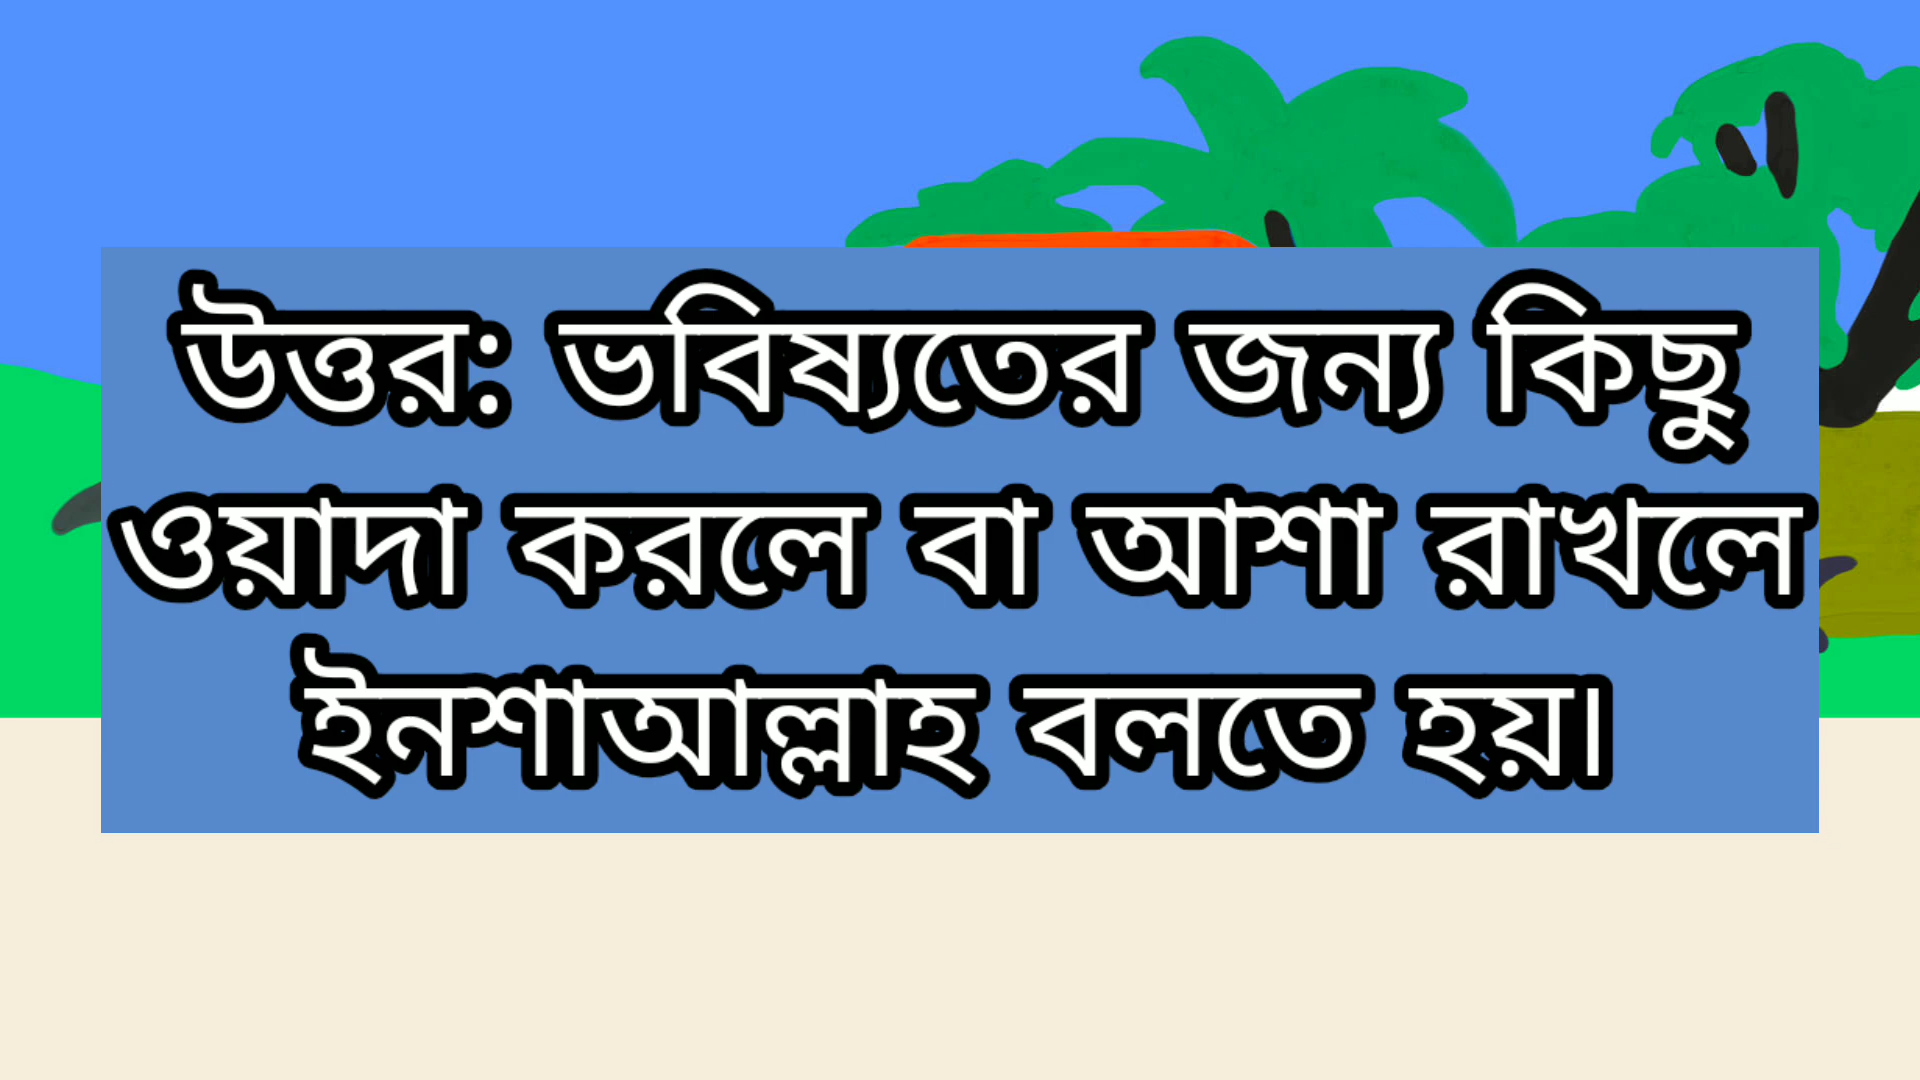 উত্তর: ভবিষ্যতের জন্য কিছু
ওয়াদা করলে বা আশা রাখলে
ইনশাআল্লাহ বলতে হয়।